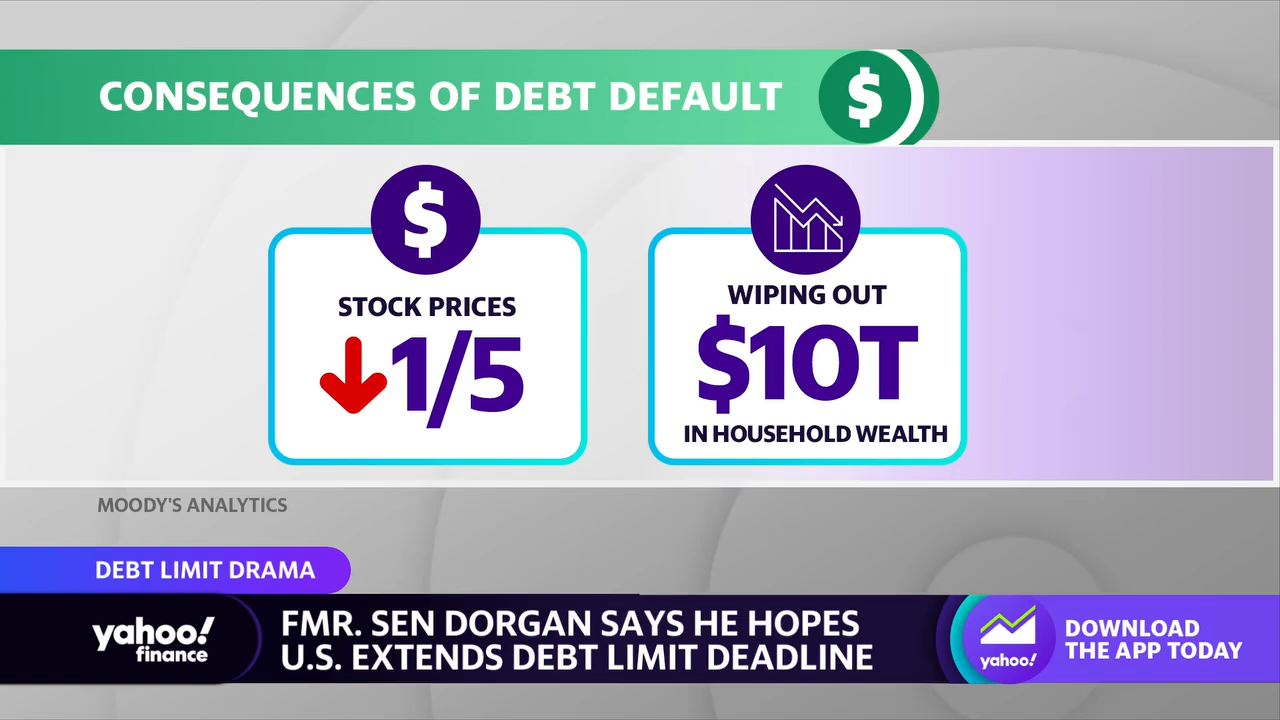 CONSEQUENCES OF DEBT DEFAULT
$
$
STOCK PRICES
1/5
WIPING OUT
$10T
IN HOUSEHOLD WEALTH
MOODY'S ANALYTICS
DEBT LIMIT DRAMA
yahoo!
finance
FMR. SEN DORGAN SAYS HE HOPES
U.S. EXTENDS DEBT LIMIT DEADLINE
yahoo!
DOWNLOAD
THE APP TODAY